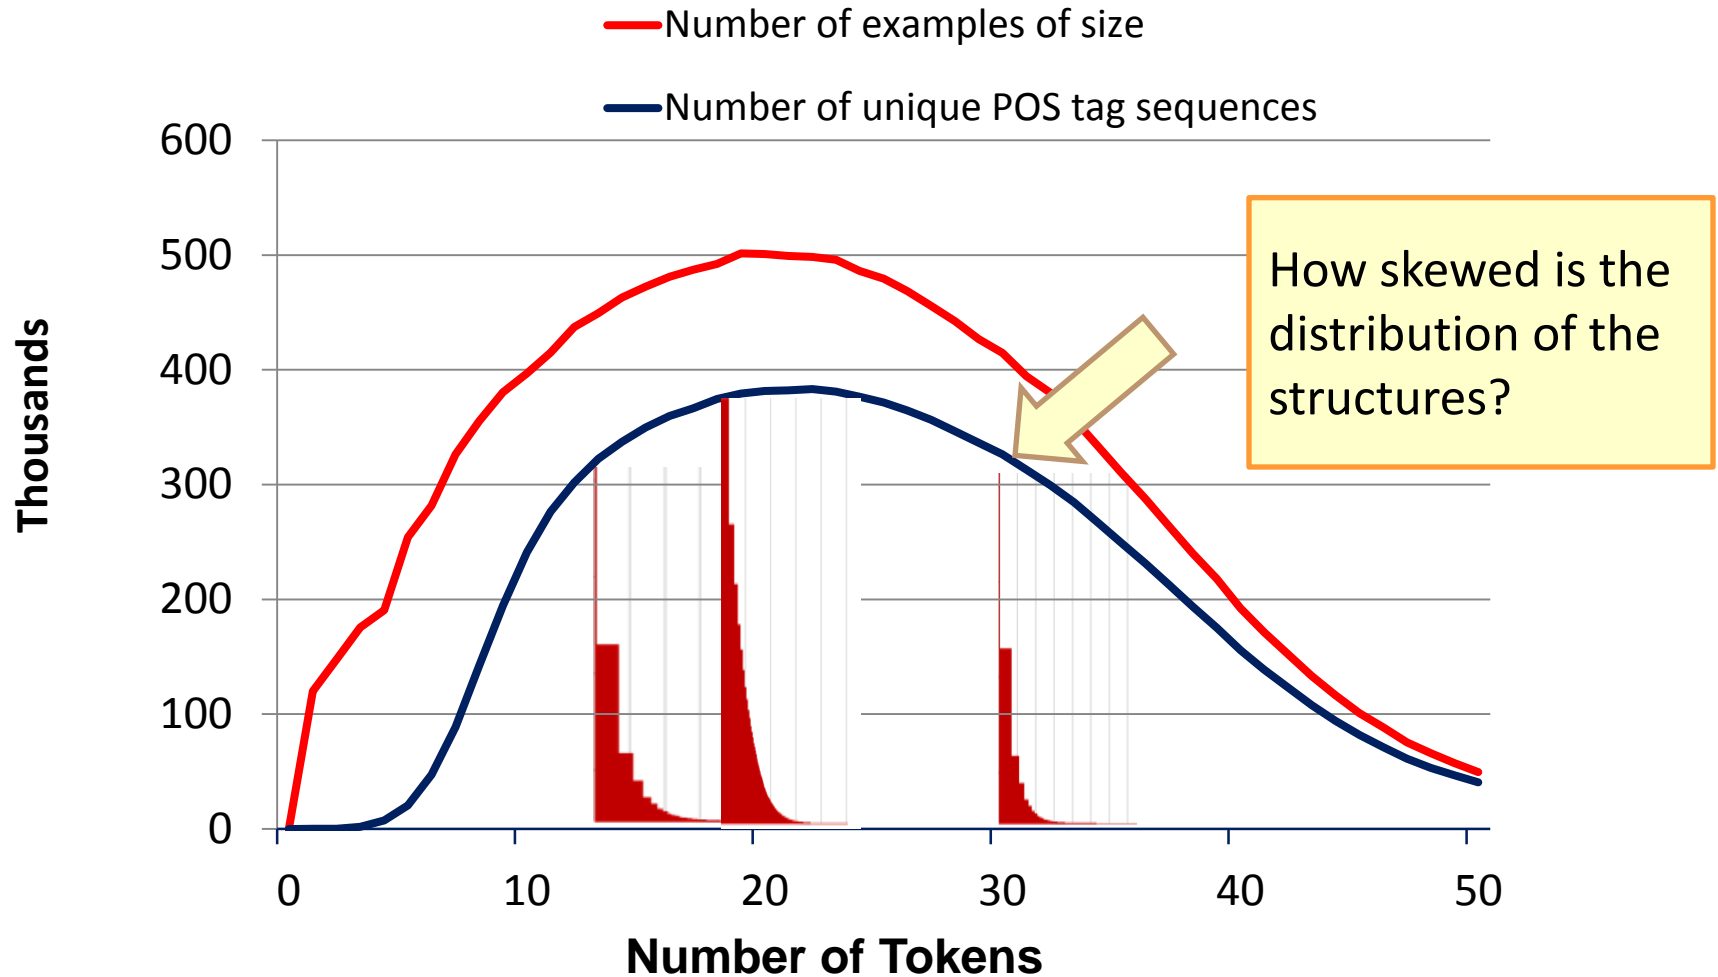 Number of examples of size
Number of unique POS tag sequences
600
500
400
300
200
100
0
Thousands
How skewed is the
distribution of the
structures?
0 10 20 30 40 50
Number of Tokens